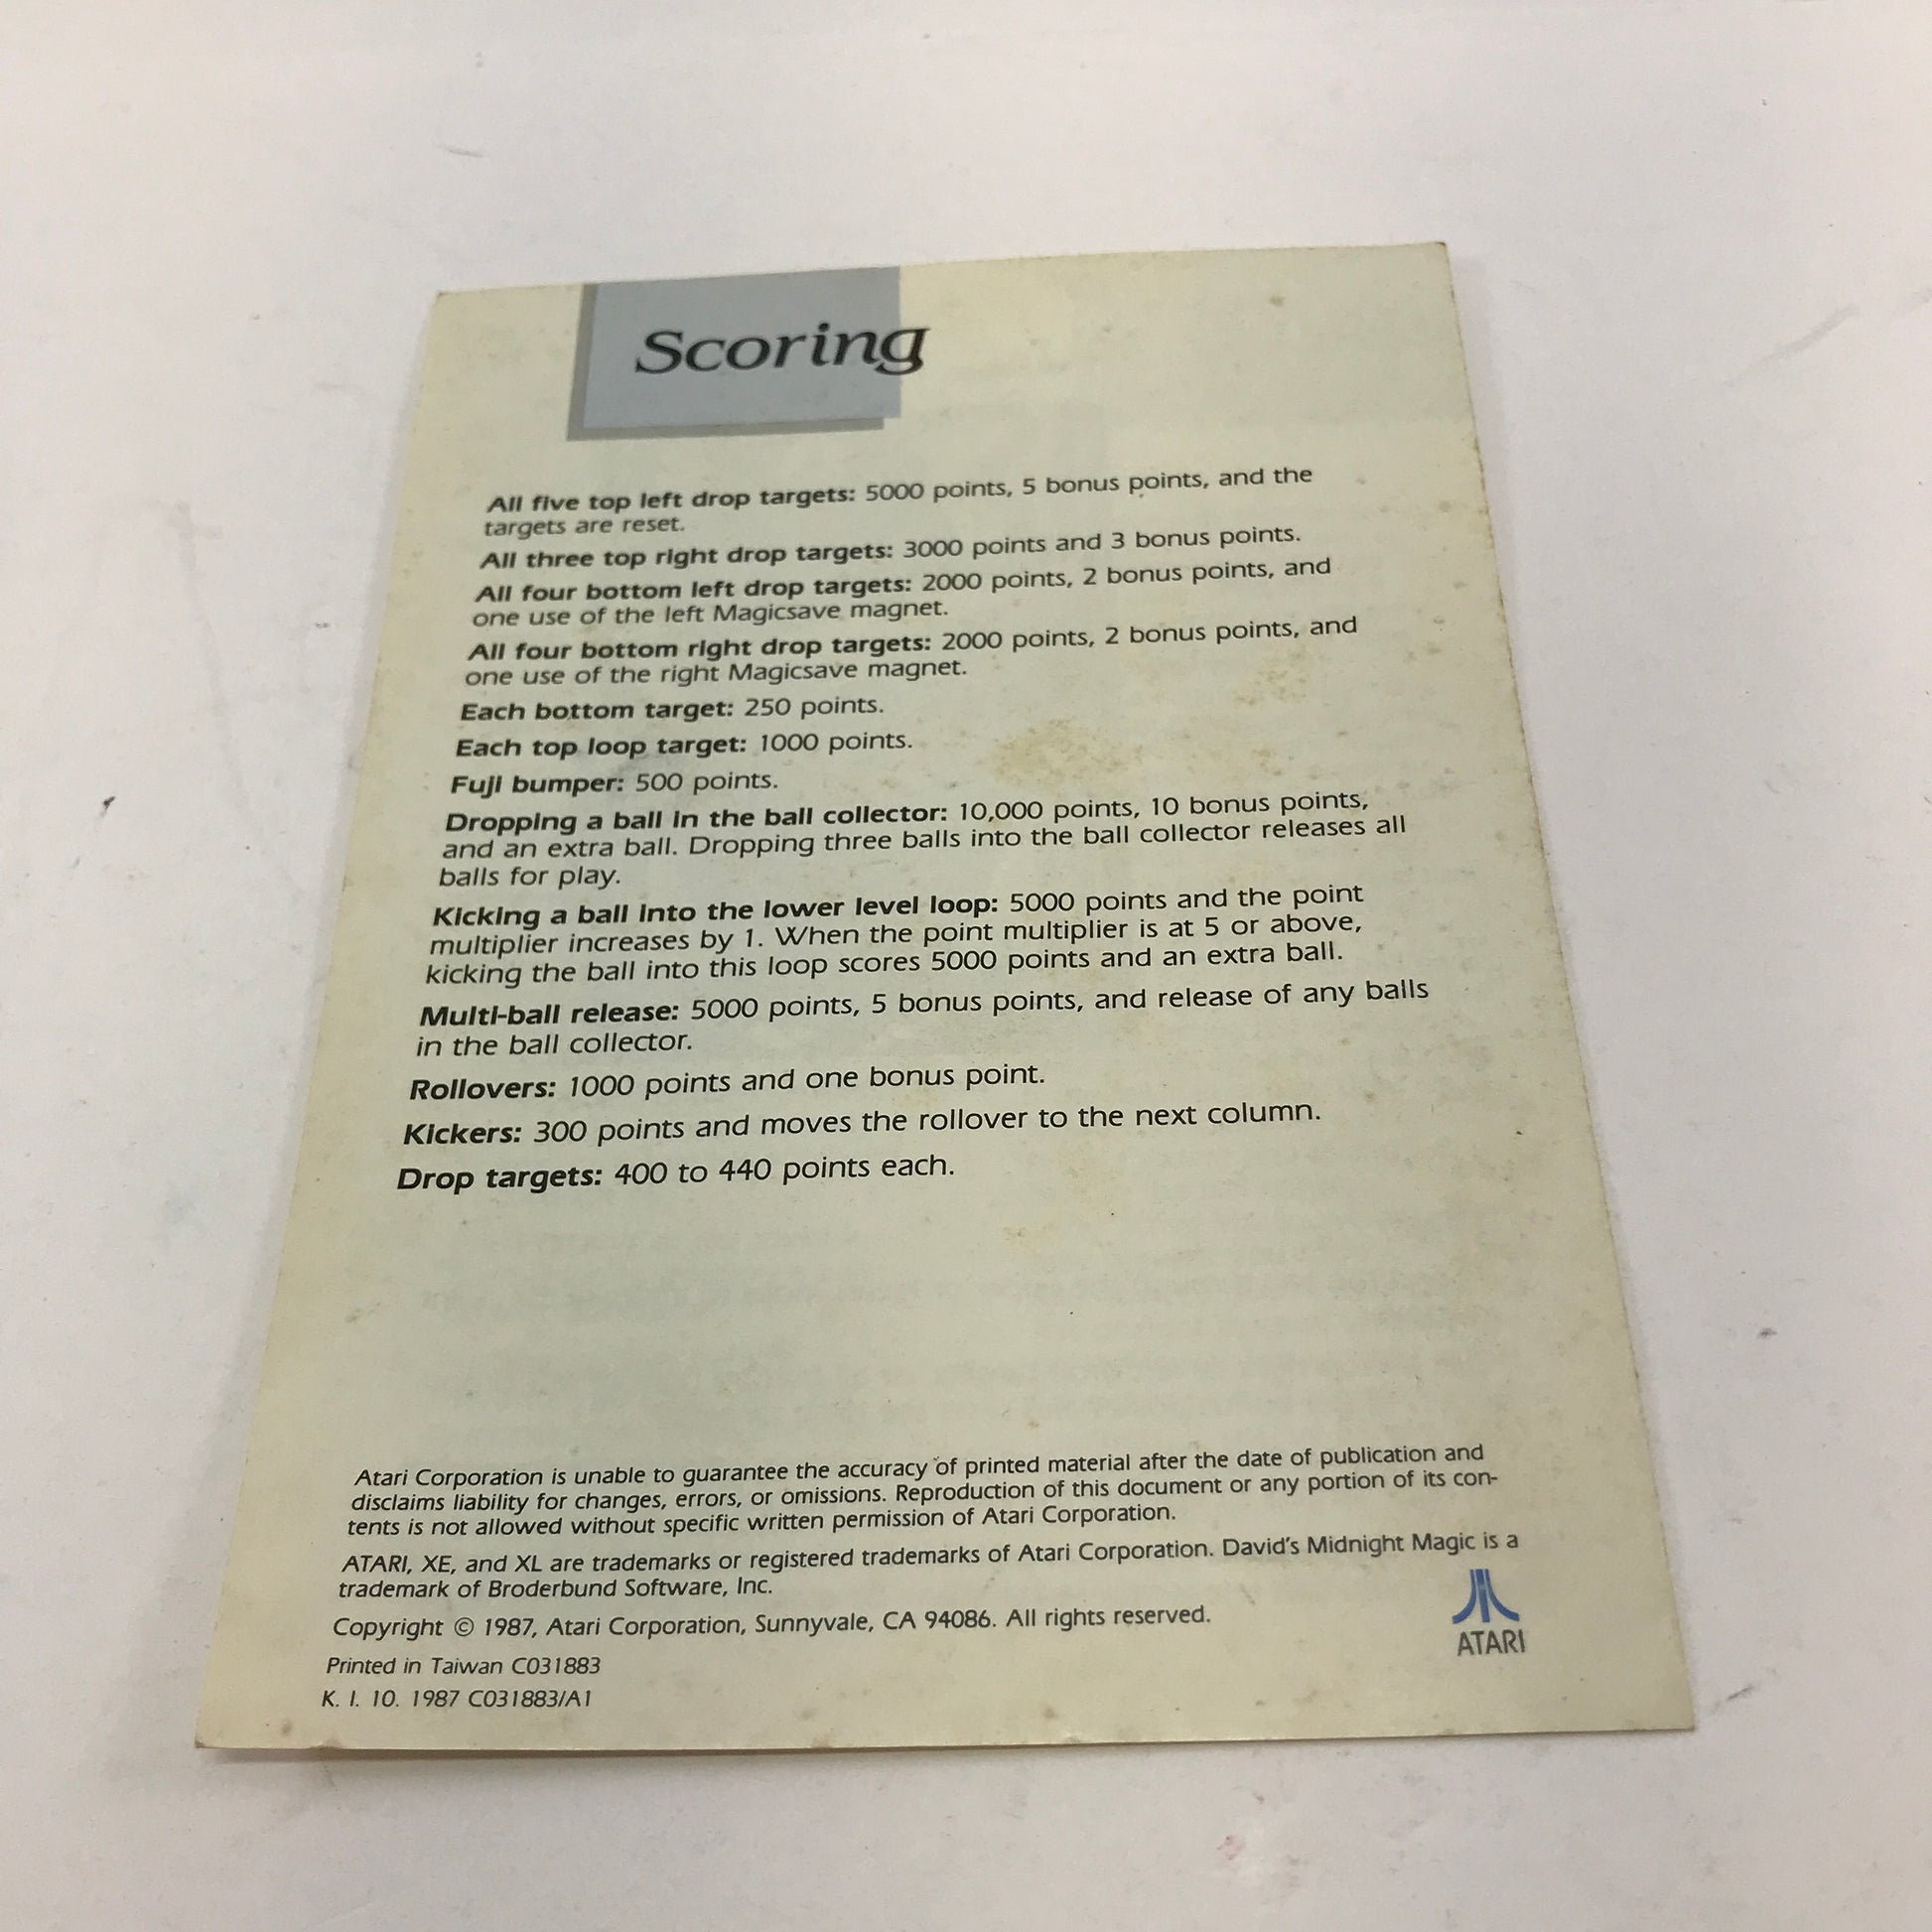 Scoring
All five top left drop targets: 5000 points, 5 bonus points, and the
targets are reset.
All three top right drop targets: 3000 points and 3 bonus points.
All four bottom left drop targets: 2000 points, 2 bonus points, and
one use of the left Magicsave magnet.
All four bottom right drop targets: 2000 points, 2 bonus points, and
one use of the right Magicsave magnet.
Each bottom target: 250 points.
Each top loop target: 1000 points.
Fuji bumper: 500 points.
Dropping a ball in the ball collector: 10,000 points, 10 bonus points,
and an extra ball. Dropping three balls into the ball collector releases all
balls for play.
Kicking a ball into the lower level loop: 5000 points and the point
multiplier increases by 1. When the point multiplier is at 5 or above,
kicking the ball into this loop scores 5000 points and an extra ball.
Multi-ball release: 5000 points, 5 bonus points, and release of any balls
in the ball collector.
Rollovers: 1000 points and one bonus point.
Kickers: 300 points and moves the rollover to the next column.
Drop targets: 400 to 440 points each.
Atari Corporation is unable to guarantee the accuracy of printed material after the date of publication and
disclaims liability for changes, errors, or omissions. Reproduction of this document or any portion of its con-
tents is not allowed without specific written permission of Atari Corporation.
ATARI, XE, and XL are trademarks or registered trademarks of Atari Corporation. David's Midnight Magic is a
trademark of Broderbund Software, Inc.
Copyright © 1987, Atari Corporation, Sunnyvale, CA 94086. All rights reserved.
Printed in Taiwan C031883
K. I. 10. 1987 C031883/A1
ATARI